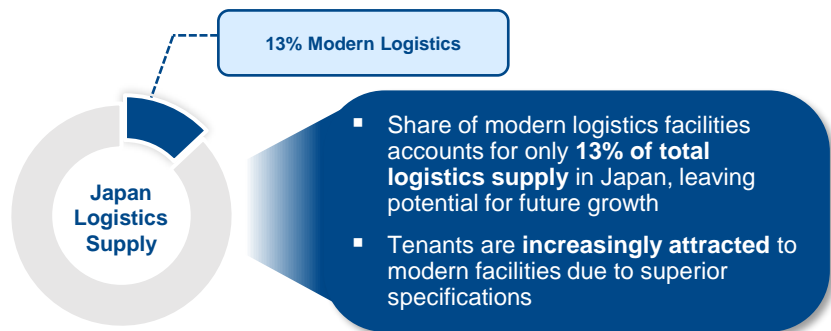 13% Modern Logistics
Japan
Logistics
Supply
▪ Share of modern logistics facilities
accounts for only 13% of total
logistics supply in Japan, leaving
potential for future growth
▪ Tenants are increasingly attracted to
modern facilities due to superior
specifications